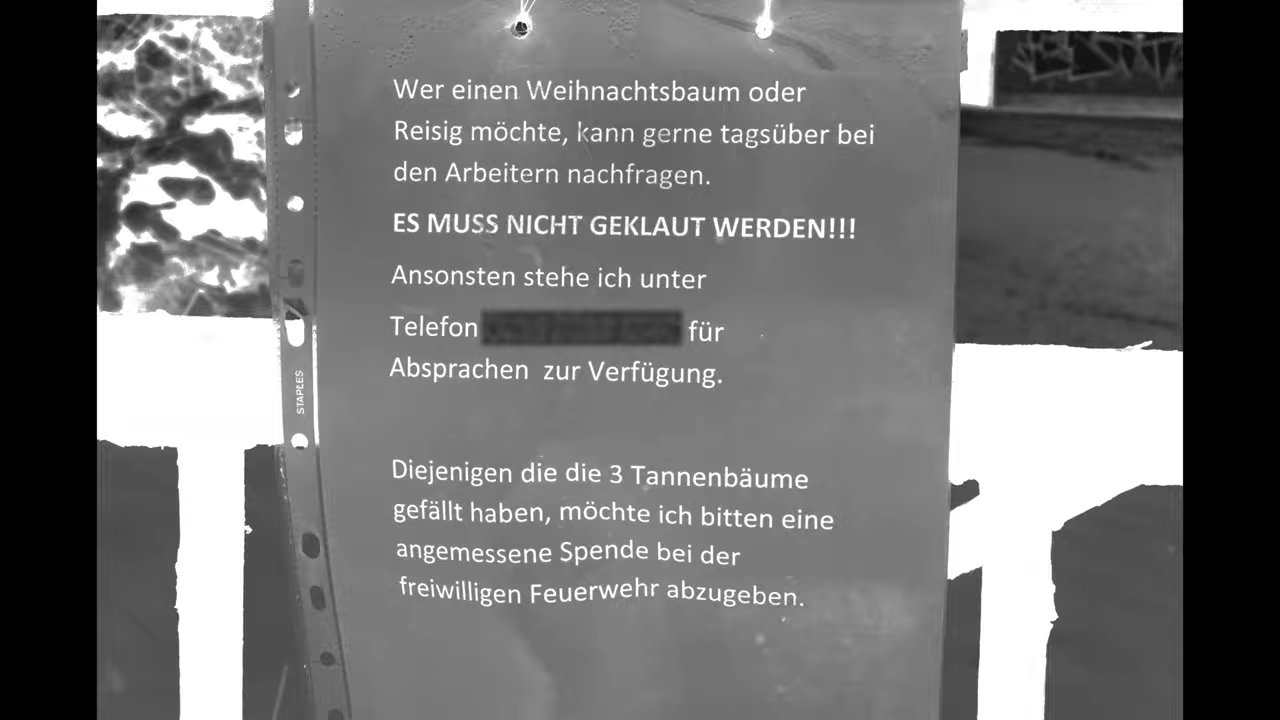 Wer einen Weihnachtsbaum oder
Reisig möchte, kann gerne tagsüber bei
den Arbeitern nachfragen.
ES MUSS NICHT GEKLAUT WERDEN!!!
Ansonsten stehe ich unter
Telefon für
Absprachen zur Verfügung.
Diejenigen die die 3 Tannenbäume
gefällt haben, möchte ich bitten eine
angemessene Spende bei der
freiwilligen Feuerwehr abzugeben.
STAPLES